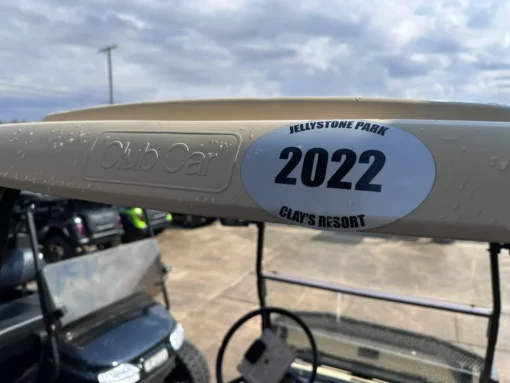 Club Car
JELLYSTONE PARK
2022
CLAY'S RESORT